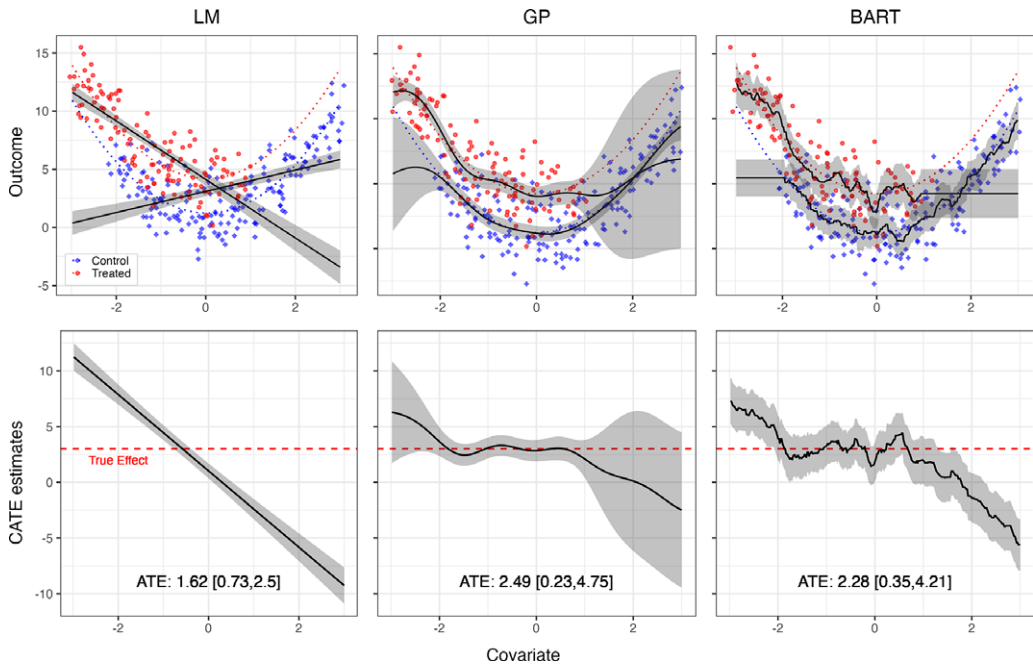 LM
GP
BART
Outcome
15
10
5
0
-5
Control
Treated
-2
0
2
-2
0
2
-2
0
2
CATE estimates
10
5
0
-5
-10
True Effect
ATE: 1.62 [0.73,2.5]
ATE: 2.49 [0.23,4.75]
ATE: 2.28 [0.35,4.21]
-2
0
2
-2
0
2
-2
0
2
Covariate